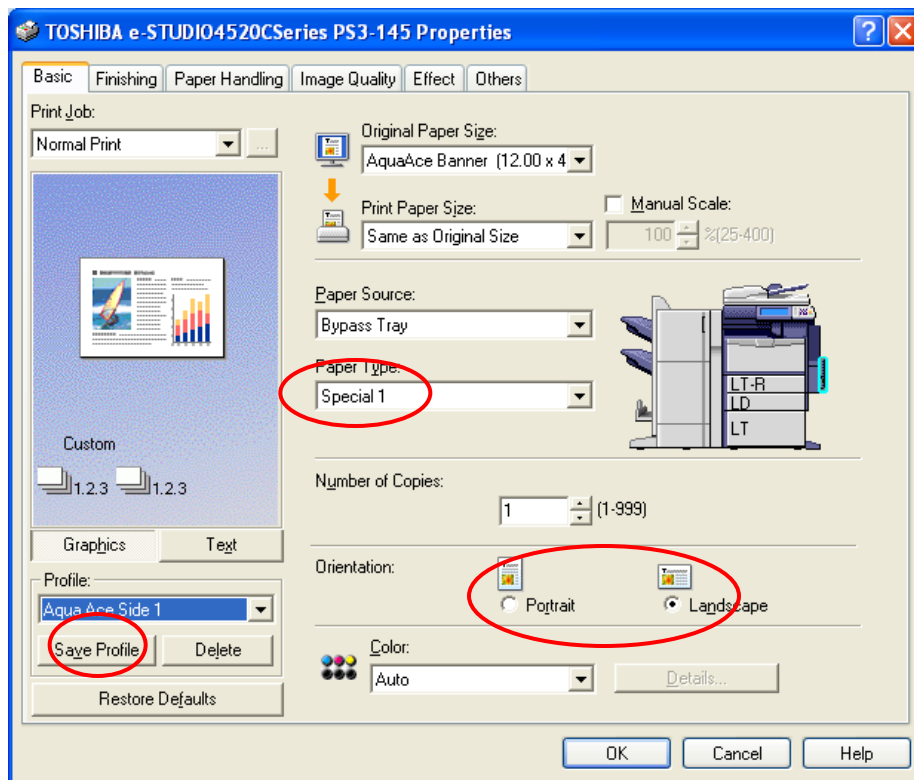 TOSHIBA e-STUDIO4520CSeries PS3-145 Properties
Basic Finishing Paper Handling Image Quality Effect Others
Print Job:
Normal Print ...
Original Paper Size:
AquaAce Banner (12.00 x 4
Print Paper Size:
Same as Original Size
Manual Scale:
100 %(25-400)
Paper Source:
Bypass Tray
Paper Type:
Special 1
LT-R
LD
LT
Custom
1.2.3 1.2.3
Graphics Text
Number of Copies:
1 (1-999)
Orientation:
Portrait Landscape
Profile:
Aqua Ace Side 1
Save Profile Delete
Restore Defaults
Color:
Auto Details...
OK Cancel Help